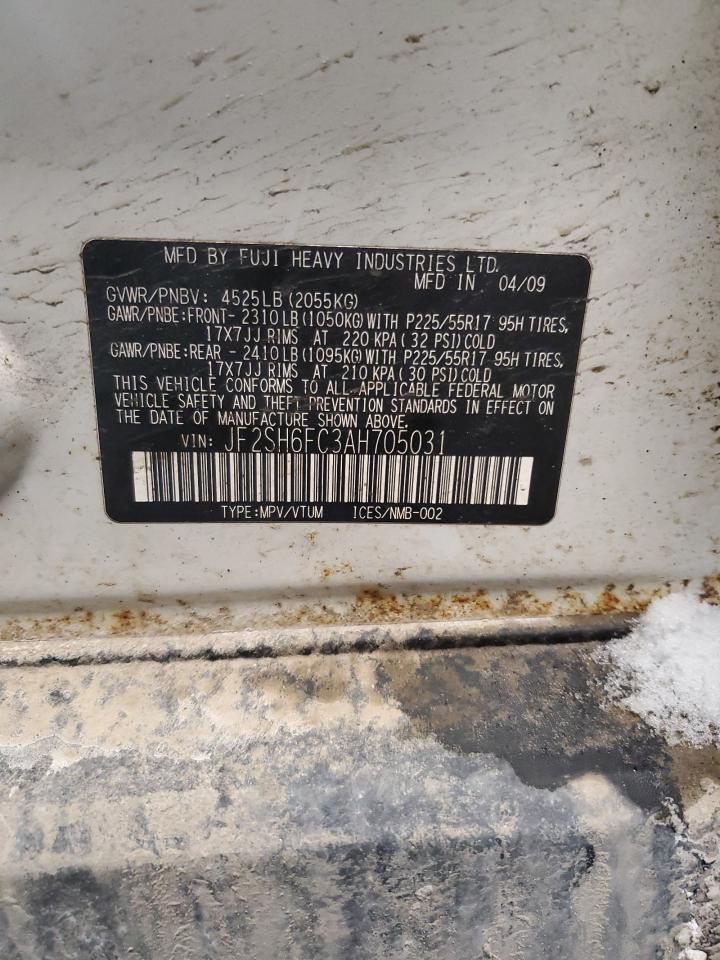 MFD BY FUJI HEAVY INDUSTRIES LTD.
MFD IN 04/09
GVWR/PNBV: 4525LB(2055KG)
GAWR/PNBE:FRONT- 2310LB(1050KG)WITH P225/55R17 95H TIRES,
17X7JJ RIMS AT 220 KPA( 32 PSI)COLD
GAWR/PNBE:REAR - 2410LB(1095KG)WITH P225/55R17 95H TIRES,
17X7JJ RIMS AT 210 KPA( 30 PSI)COLD
THIS VEHICLE CONFORMS TO ALL APPLICABLE FEDERAL MOTOR
VEHICLE SAFETY AND THEFT PREVENTION STANDARDS IN EFFECT ON
THE DATE OF MANUFACTURE SHOWN ABOVE.
VIN: JF2SH6FC3AH705031
TYPE:MPV/VTUM ICES/NMB-002